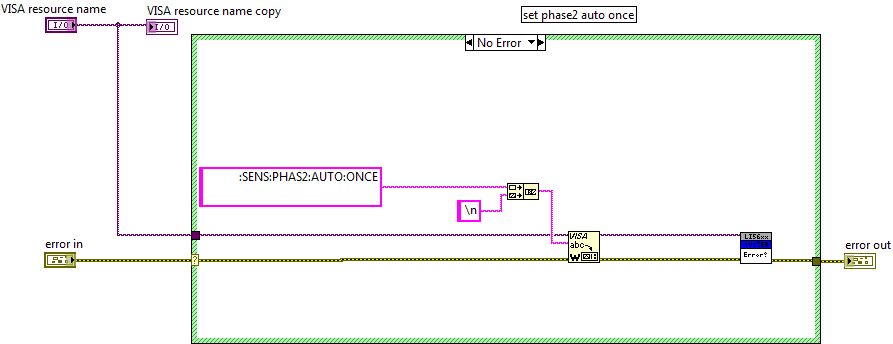 VISA resource name
VISA resource name copy
I/O
I/O
set phase2 auto once
No Error
:SENS:PHAS2:AUTO:ONCE
\n
VISA
abc
W
LI56xx
Error?
error in
?
error out